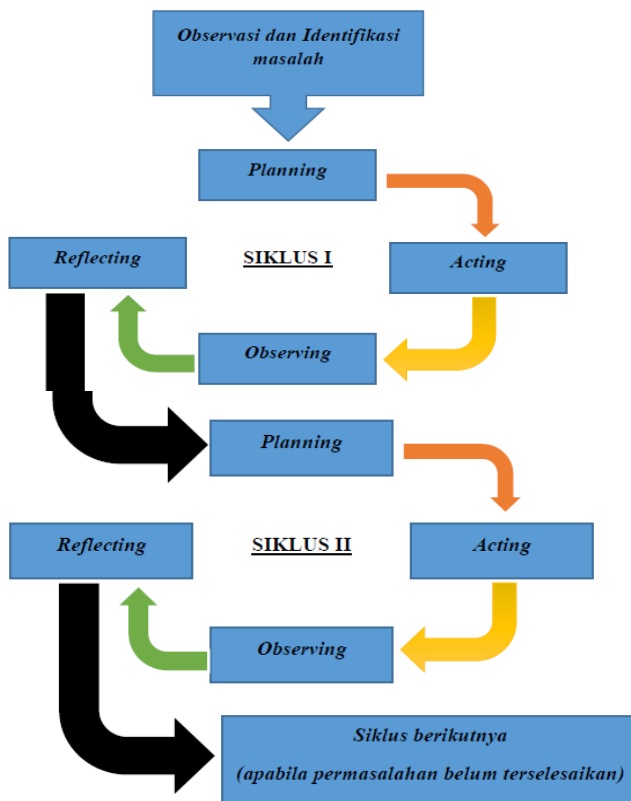 Observasi dan Identifikasi
masalah
Planning
Reflecting
SIKLUS I
Acting
Observing
Planning
Reflecting
SIKLUS II
Acting
Observing
Siklus berikutnya
(apabila permasalahan belum terselesaikan)